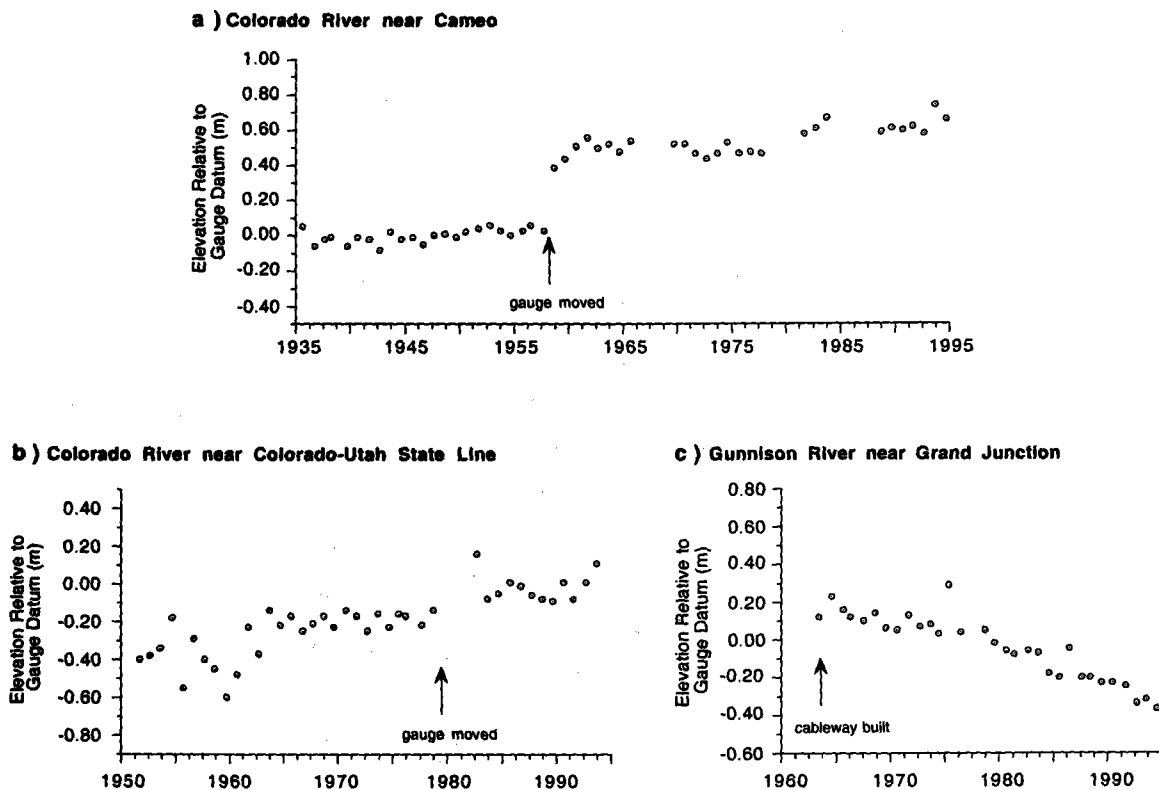 a ) Colorado River near Cameo
Elevation Relative to
Gauge Datum (m)
1.00
0.80
0.60
0.40
0.20
0.00
-0.20
-0.40
gauge moved
1935 1945 1955 1965 1975 1985 1995
b ) Colorado River near Colorado-Utah State Line
Elevation Relative to
Gauge Datum (m)
0.40
0.20
0.00
-0.20
-0.40
-0.60
-0.80
gauge moved
1950 1960 1970 1980 1990
c ) Gunnison River near Grand Junction
Elevation Relative to
Gauge Datum (m)
0.80
0.60
0.40
0.20
0.00
-0.20
-0.40
-0.60
cableway built
1960 1970 1980 1990